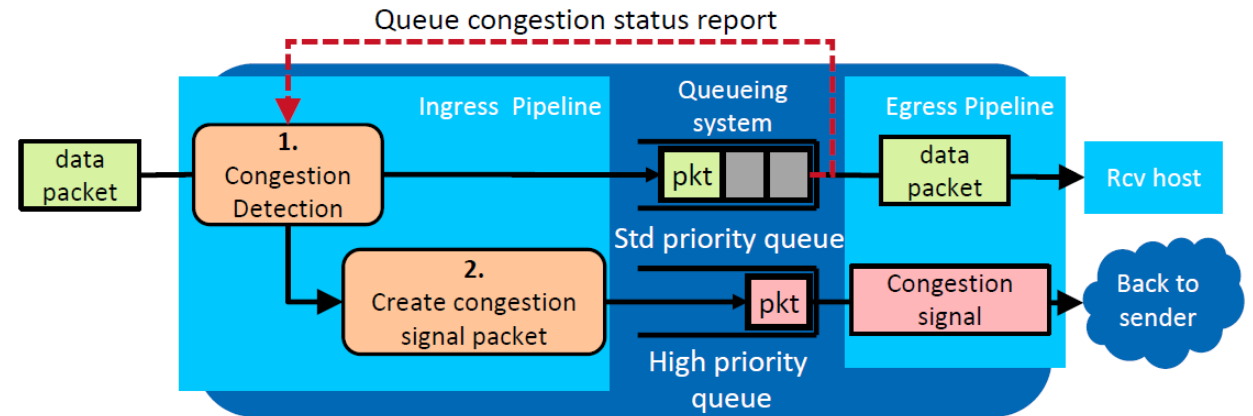 Queue congestion status report
Ingress Pipeline
Queueing
system
Egress Pipeline
data
packet
1.
Congestion
Detection
pkt
data
packet
Rcv host
Std priority queue
2.
Create congestion
signal packet
pkt
Congestion
signal
Back to
sender
High priority
queue